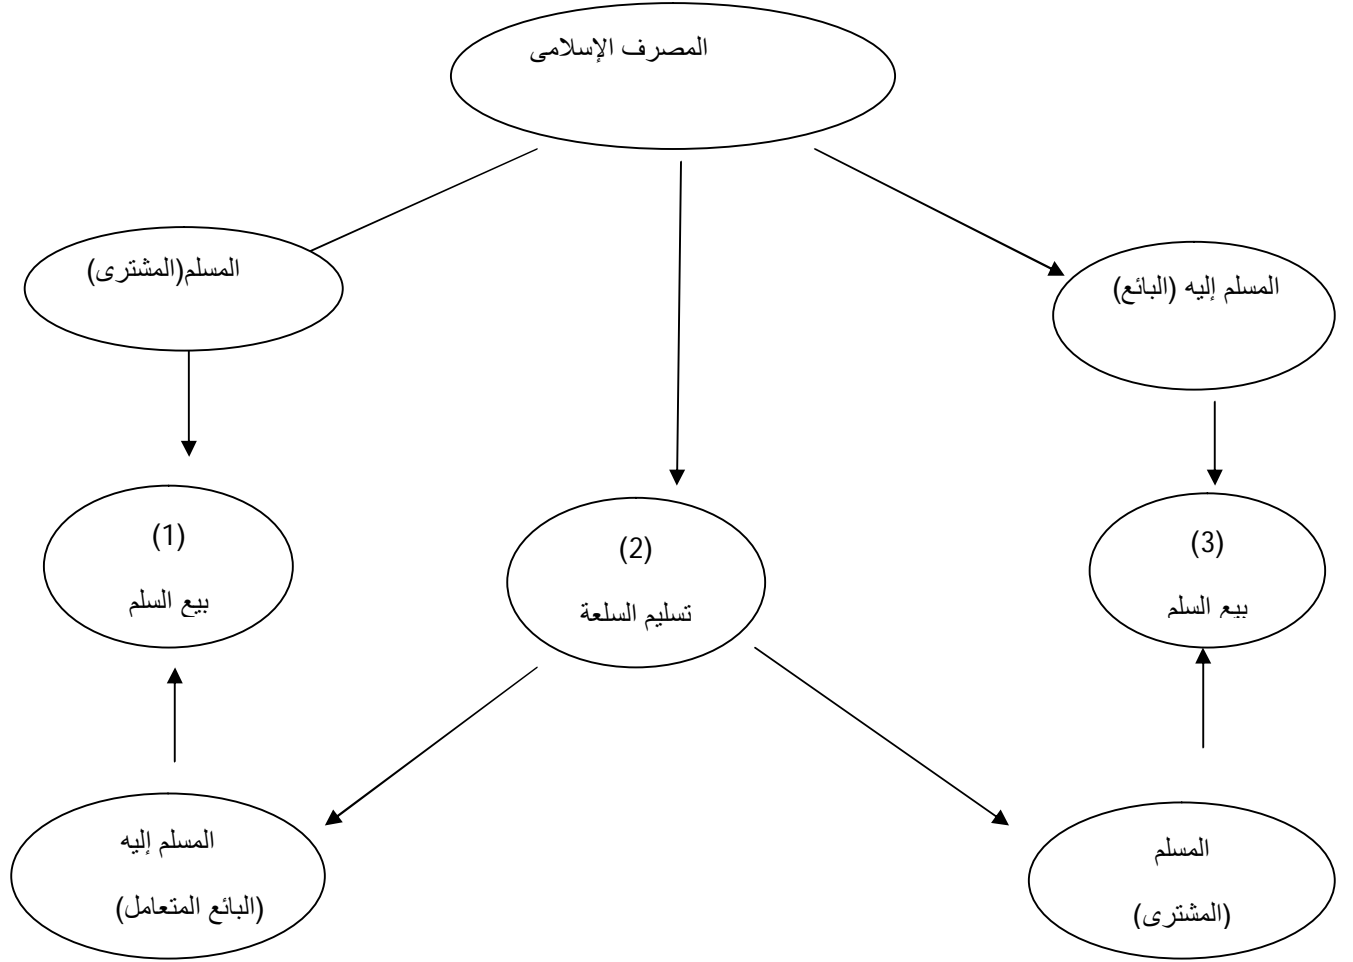 المصرف الإسلامى
المسلم إليه (البائع)
المسلم(المشترى)
(3)
بيع السلم
(2)
تسليم السلعة
(1)
بيع السلم
المسلم
(المشترى)
المسلم إليه
(البائع المتعامل)